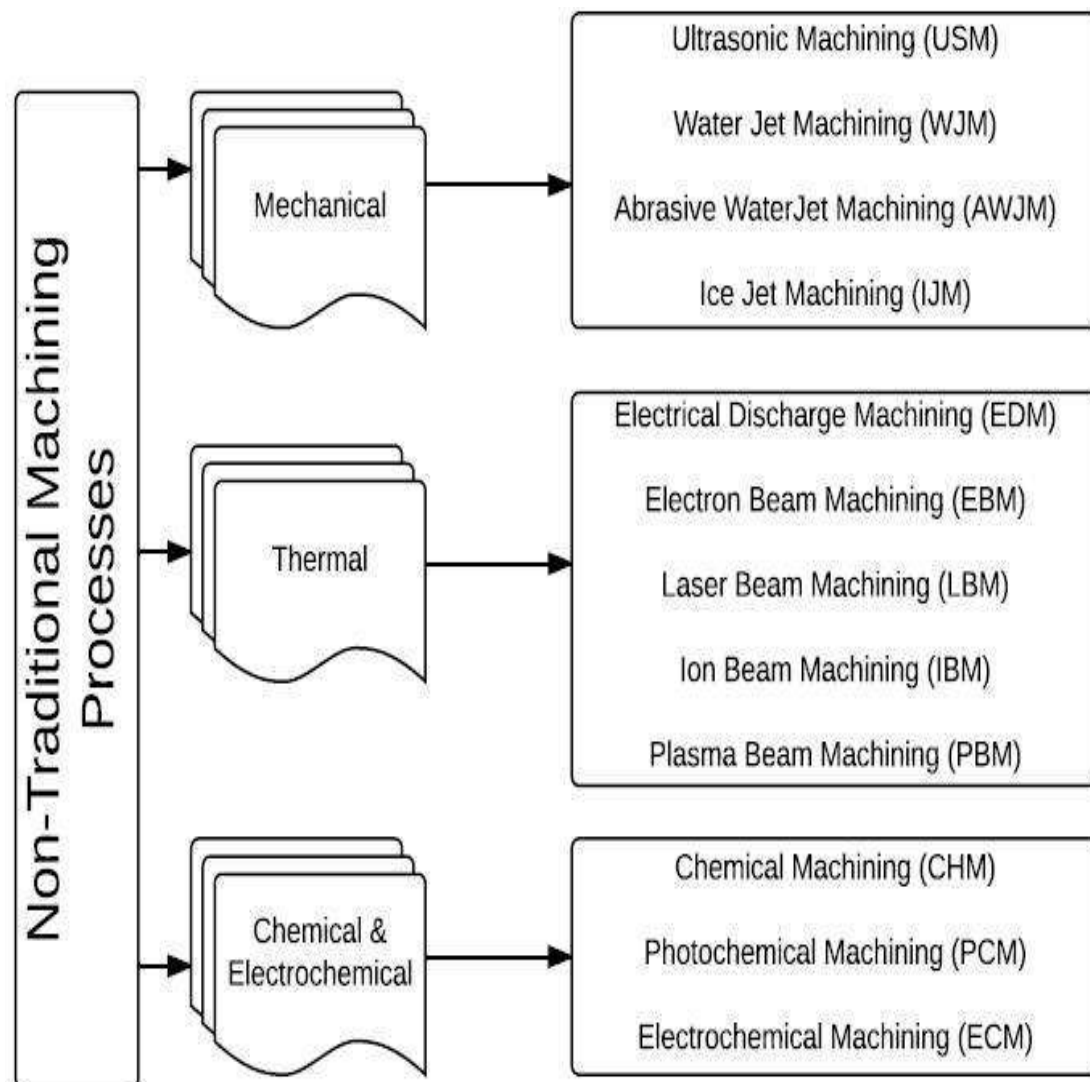 Non-Traditional Machining
Processes
Mechanical
Ultrasonic Machining (USM)
Water Jet Machining (WJM)
Abrasive WaterJet Machining (AWJM)
Ice Jet Machining (IJM)
Thermal
Electrical Discharge Machining (EDM)
Electron Beam Machining (EBM)
Laser Beam Machining (LBM)
Ion Beam Machining (IBM)
Plasma Beam Machining (PBM)
Chemical &
Electrochemical
Chemical Machining (CHM)
Photochemical Machining (PCM)
Electrochemical Machining (ECM)